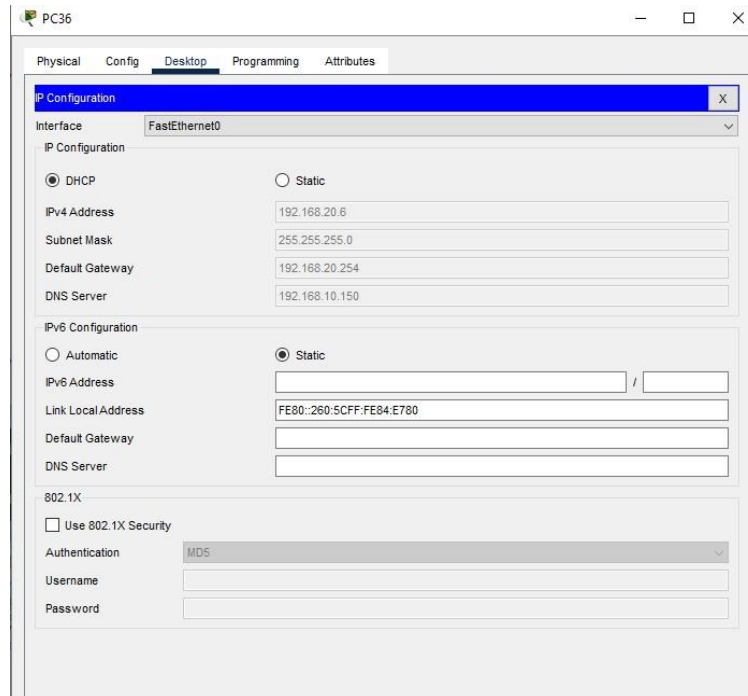 PC36
Physical Config Desktop Programming Attributes
IP Configuration X
Interface FastEthernet0
IP Configuration
DHCP Static
IPv4 Address 192.168.20.6
Subnet Mask 255.255.255.0
Default Gateway 192.168.20.254
DNS Server 192.168.10.150
IPv6 Configuration
Automatic Static
IPv6 Address /
Link Local Address FE80::260:5CFF:FE84:E780
Default Gateway
DNS Server
802.1X
Use 802.1X Security
Authentication MD5
Username
Password